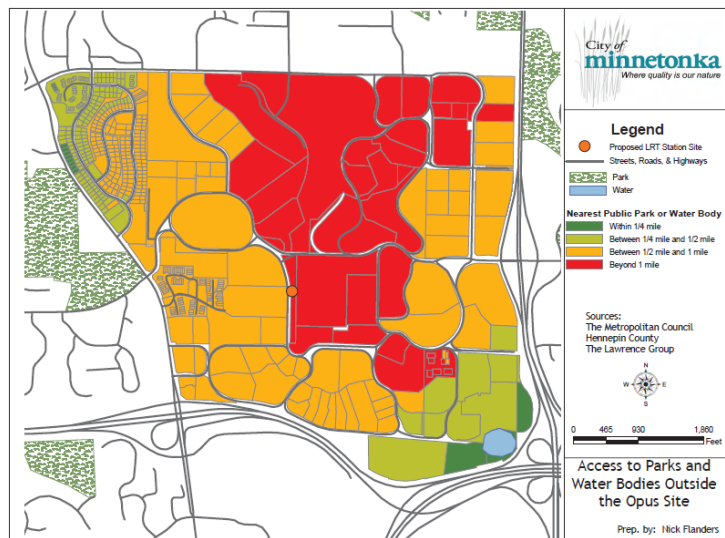 City of
minnetonka
Where quality is our nature
Legend
Proposed LRT Station Site
Streets, Roads, & Highways
Park
Water
Nearest Public Park or Water Body
Within 1/4 mile
Between 1/4 mile and 1/2 mile
Between 1/2 mile and 1 mile
Beyond 1 mile
Sources:
The Metropolitan Council
Hennepin County
The Lawrence Group
N
W E
S
0 465 930 1,860
Feet
Access to Parks and
Water Bodies Outside
the Opus Site
Prep. by: Nick Flanders